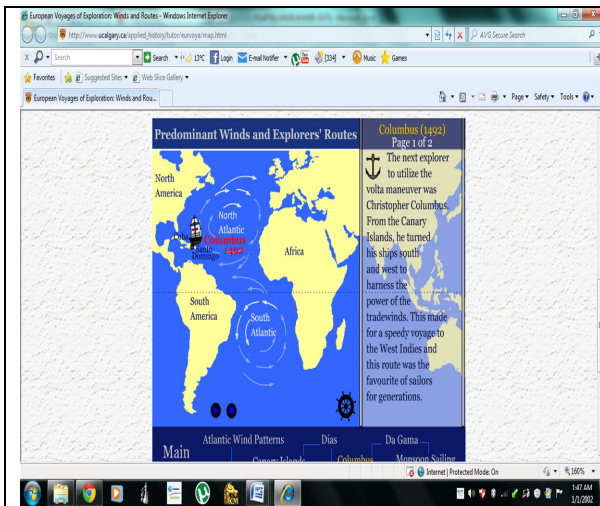 European Voyages of Exploration: Winds and Routes - Windows Internet Explorer
http://www.ucalgary.ca/applied_history/tutor/eurvoya/map.html
AVG Secure Search
Search
Search
13°C
Login
E-mail Notifier
[334]
Music
Games
Favorites
Suggested Sites
Web Slice Gallery
European Voyages of Exploration: Winds and Rou...
Page
Safety
Tools
Predominant Winds and Explorers' Routes
North
America
North
Atlantic
Columbus
1492
Santo
Domingo
Africa
South
America
South
Atlantic
Columbus (1492)
Page 1 of 2
The next explorer
to utilize the
volta maneuver was
Christopher Columbus.
From the Canary
Islands, he turned
his ships south
and west to
harness the
power of the
tradewinds. This made
for a speedy voyage to
the West Indies and
this route was the
favourite of sailors
for generations.
Main
Atlantic Wind Patterns
Dias
Da Gama
Canary Islands
Columbus
Monsoon Sailing
Internet | Protected Mode: On
160%
1:47 AM
1/1/2002